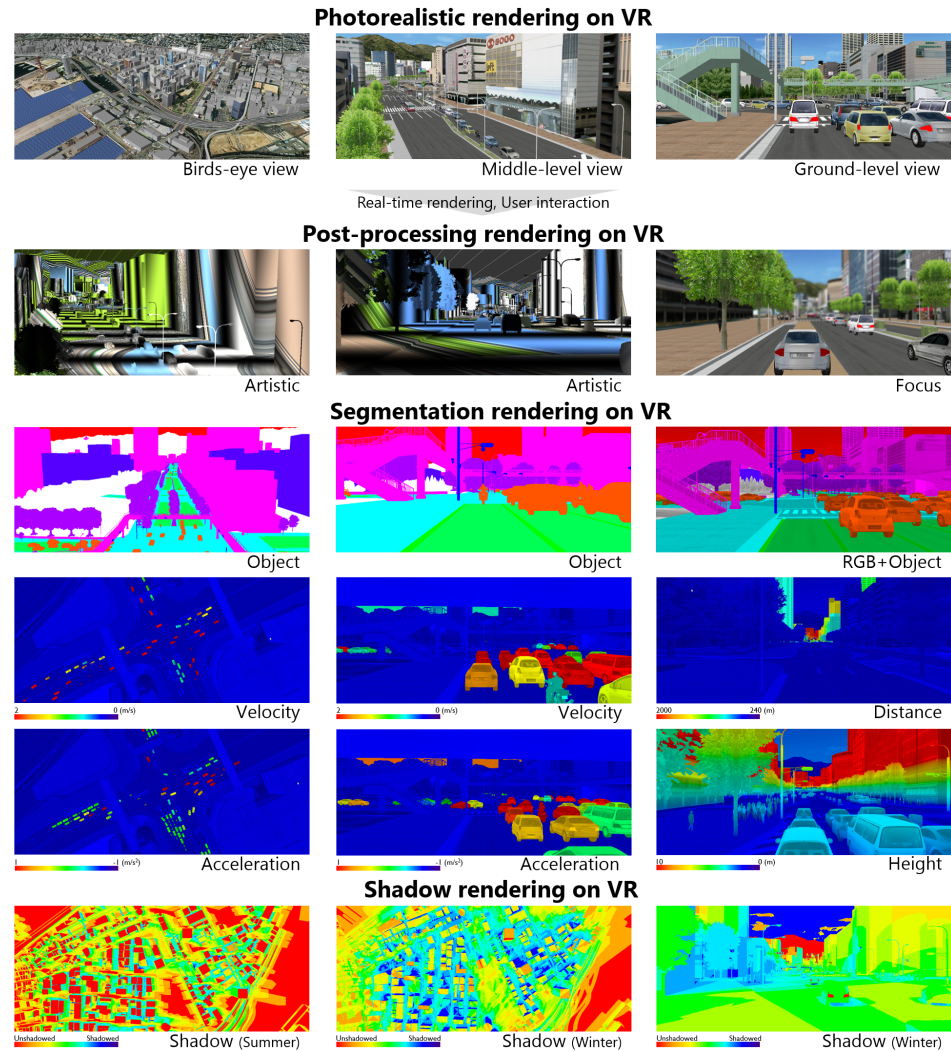 Photorealistic rendering on VR
Birds-eye view
Middle-level view
Ground-level view
Real-time rendering, User interaction
Post-processing rendering on VR
Artistic
Artistic
Focus
Segmentation rendering on VR
Object
Object
RGB+Object
2 0 (m/s)
Velocity
2 0 (m/s)
Velocity
2000 240 (m)
Distance
1 -1 (m/s²)
Acceleration
1 -1 (m/s²)
Acceleration
10 0 (m)
Height
Shadow rendering on VR
Unshadowed Shadowed
Shadow (Summer)
Unshadowed Shadowed
Shadow (Winter)
Unshadowed Shadowed
Shadow (Winter)